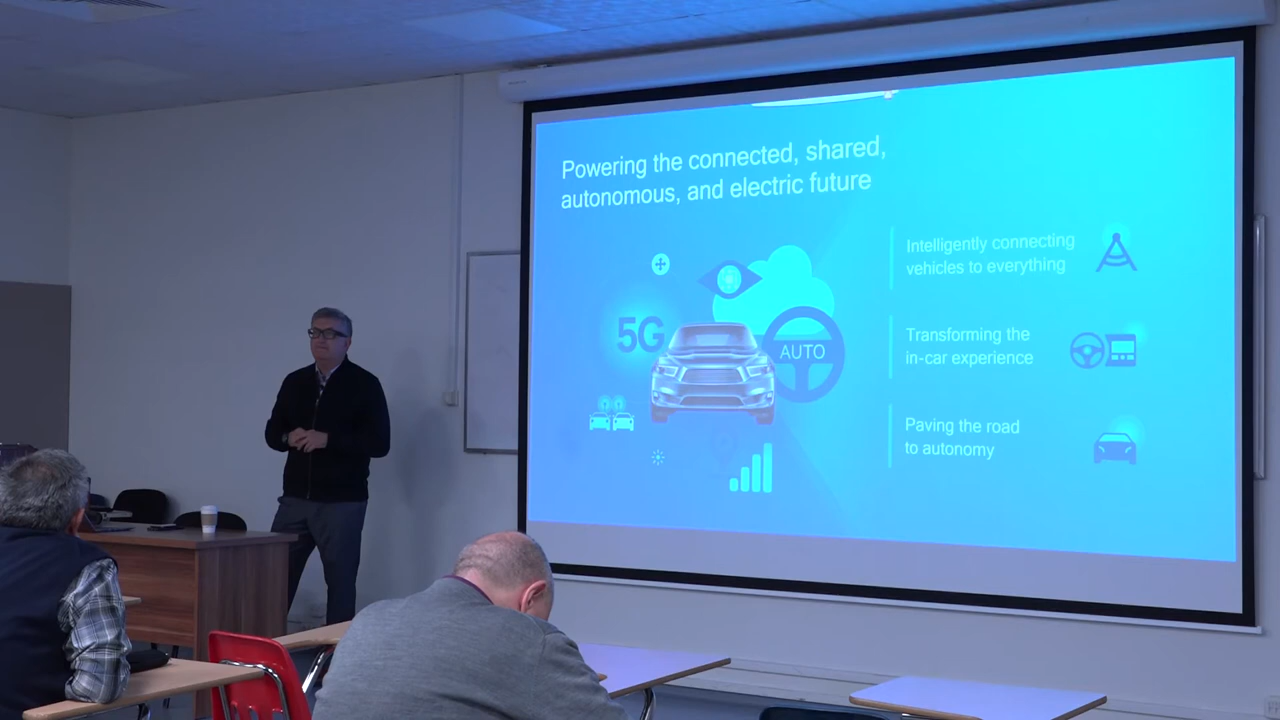 Powering the connected, shared,
autonomous, and electric future
Intelligently connecting
vehicles to everything
5G
AUTO
Transforming the
in-car experience
Paving the road
to autonomy